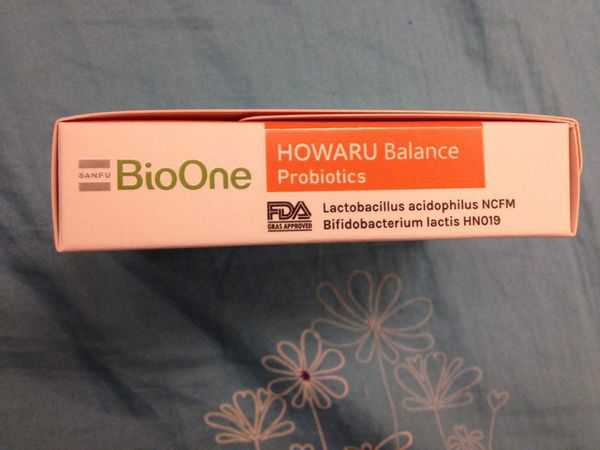 SANFU
BioOne
HOWARU Balance
Probiotics
FDA
GRAS APPROVED
Lactobacillus acidophilus NCFM
Bifidobacterium lactis HN019